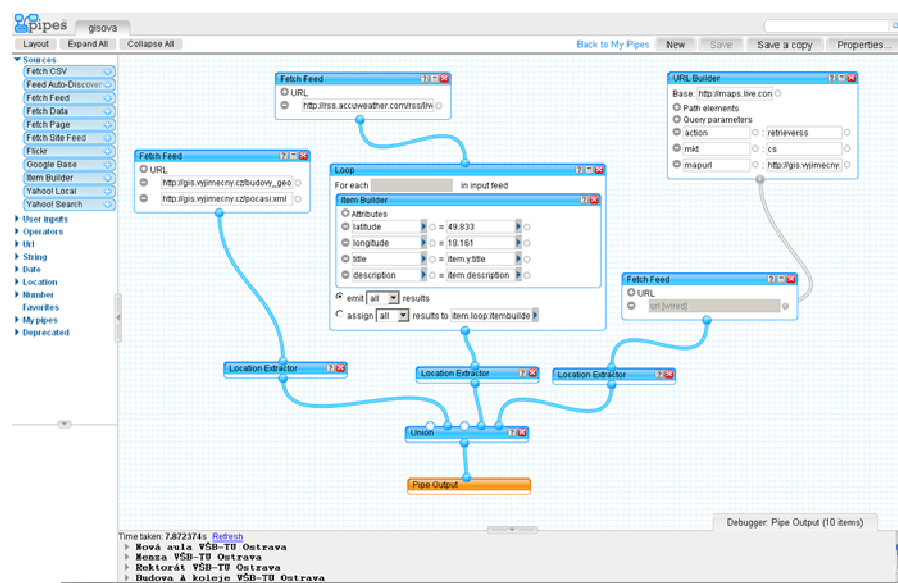 pipes
gisova
Layout
Expand All
Collapse All
Back to My Pipes
New
Save
Save a copy
Properties...
Sources
Fetch CSV
Feed Auto-Discover
Fetch Feed
Fetch Data
Fetch Page
Fetch Site Feed
Flickr
Google Base
Item Builder
Yahoo! Local
Yahoo! Search
User inputs
Operators
Url
String
Date
Location
Number
Favorites
My pipes
Deprecated
Fetch Feed
URL
http://rss.accuweather.com/rss/liv
Fetch Feed
URL
http://gis.vyjimecny.cz/budovy_geo
http://gis.vyjimecny.cz/pocasi.xml
Loop
For each in input feed
Item Builder
Attributes
latitude = 49.833
longitude = 18.161
title = item.y:title
description = item.description
emit all results
assign all results to item.loop:itembuilde
URL Builder
Base: http://maps.live.con
Path elements
Query parameters
action : retrieverss
mkt : cs
mapurl : http://gis.vyjimecny.
Fetch Feed
URL
url [wired]
Location Extractor
Location Extractor
Location Extractor
Union
Pipe Output
Debugger: Pipe Output (10 items)
Time taken: 7.872374s Refresh
Nová aula VŠB-TU Ostrava
Menza VŠB-TU Ostrava
Rektorát VŠB-TU Ostrava
Budova A koleje VŠB-TU Ostrava